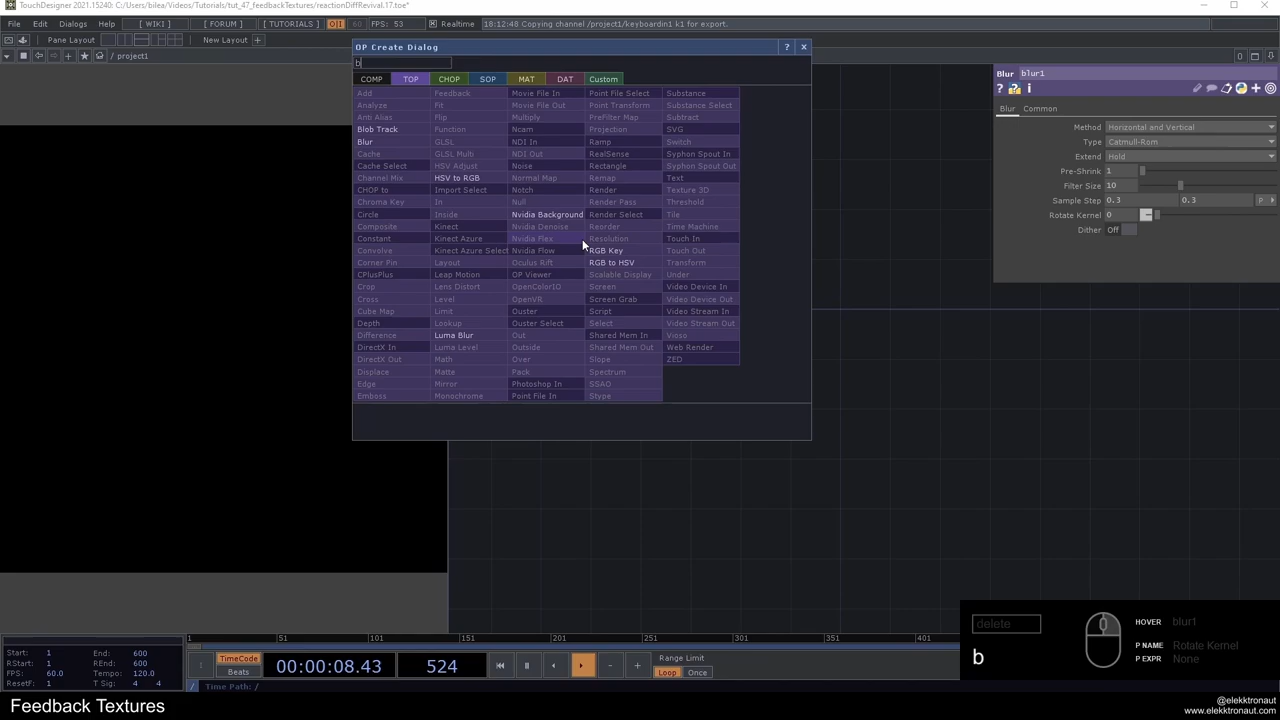 TouchDesigner 2021.15240: C:/Users/bilea/Videos/Tutorials/tut_47_feedbackTextures/reactionDiffRevival.17.toe*
File Edit Dialogs Help [ WIKI ] [ FORUM ] [ TUTORIALS ] O|I FPS: 53 Realtime 18:12:48 Copying channel /project1/keyboardin1 k1 for export.
Pane Layout New Layout +
/ project1
OP Create Dialog ? x
b
COMP TOP CHOP SOP MAT DAT Custom
Add Feedback Movie File In Point File Select Substance
Analyze Fit Movie File Out Point Transform Substance Select
Anti Alias Flip Multiply PreFilter Map Subtract
Blob Track Function Ncam Projection SVG
Blur GLSL NDI In Ramp Switch
Cache GLSL Multi NDI Out RealSense Syphon Spout In
Cache Select HSV Adjust Noise Rectangle Syphon Spout Out
Channel Mix HSV to RGB Normal Map Remap Text
CHOP to Import Select Notch Render Texture 3D
Chroma Key In Null Render Pass Threshold
Circle Inside Nvidia Background Render Select Tile
Composite Kinect Nvidia Denoise Reorder Time Machine
Constant Kinect Azure Nvidia Flex Resolution Touch In
Convolve Kinect Azure Select Nvidia Flow RGB Key Touch Out
Corner Pin Layout Oculus Rift RGB to HSV Transform
CPlusPlus Leap Motion OP Viewer Scalable Display Under
Crop Lens Distort OpenColorIO Screen Video Device In
Cross Level OpenVR Screen Grab Video Device Out
Cube Map Limit Ouster Script Video Stream In
Depth Lookup Ouster Select Select Video Stream Out
Difference Luma Blur Out Shared Mem In Vioso
DirectX In Luma Level Outside Shared Mem Out Web Render
DirectX Out Math Over Slope ZED
Displace Matte Pack Spectrum
Edge Mirror Photoshop In SSAO
Emboss Monochrome Point File In Stype
Blur blur1
? i
Blur Common
Method Horizontal and Vertical
Type Catmull-Rom
Extend Hold
Pre-Shrink 1
Filter Size 10
Sample Step 0.3 0.3 P
Rotate Kernel 0
Dither Off
delete
b
HOVER blur1
P NAME Rotate Kernel
P EXPR None
1 51 101 151 201 251 301 351 401
Start: 1 End: 600
RStart: 1 REnd: 600
FPS: 60.0 Tempo: 120.0
ResetF: 1 T Sig: 4 4
TimeCode
Beats
00:00:08.43 524
- +
Range Limit
Loop Once
/ Time Path: /
Feedback Textures
@elekktronaut
www.elekktronaut.com